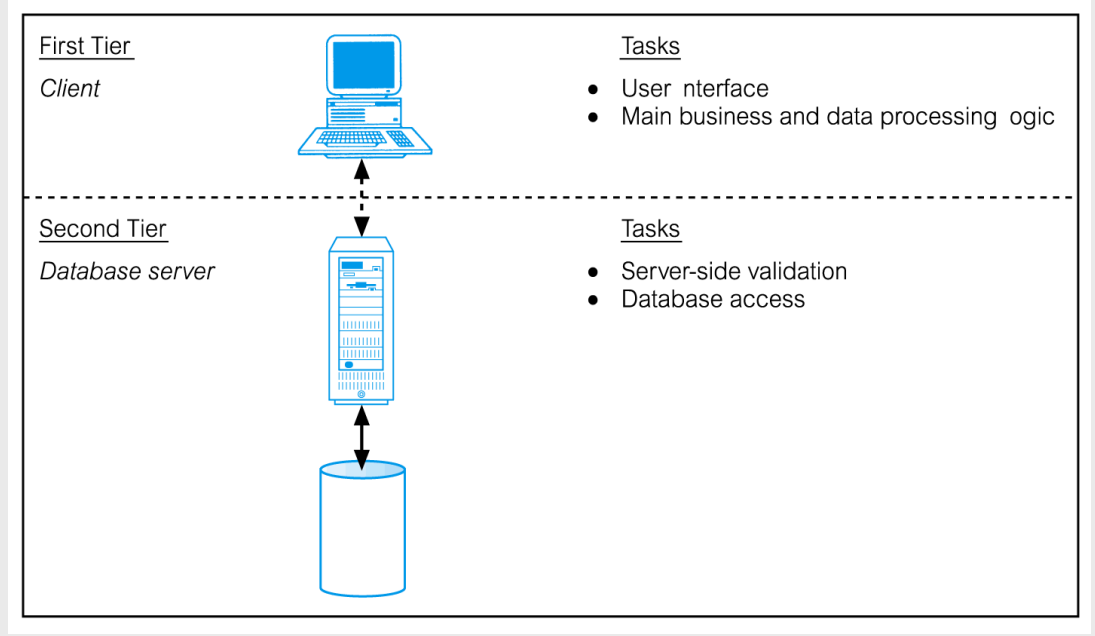 First Tier
Client
Tasks
● User nterface
● Main business and data processing ogic
Second Tier
Database server
Tasks
● Server-side validation
● Database access